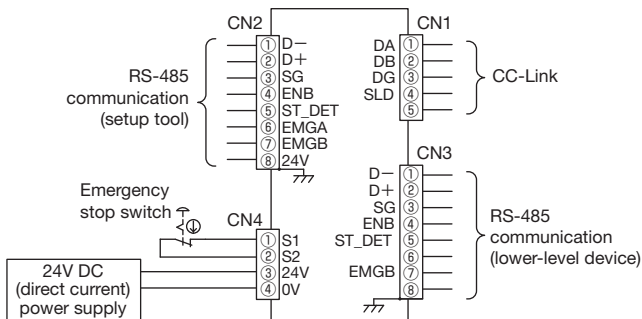 CN2
① D−
② D+
③ SG
④ ENB
⑤ ST_DET
⑥ EMGA
⑦ EMGB
⑧ 24V
RS-485
communication
(setup tool)
CN1
DA ①
DB ②
DG ③
SLD ④
⑤
CC-Link
Emergency
stop switch
CN4
① S1
② S2
③ 24V
④ 0V
24V DC
(direct current)
power supply
CN3
D− ①
D+ ②
SG ③
ENB ④
ST_DET ⑤
⑥
EMGB ⑦
⑧
RS-485
communication
(lower-level device)